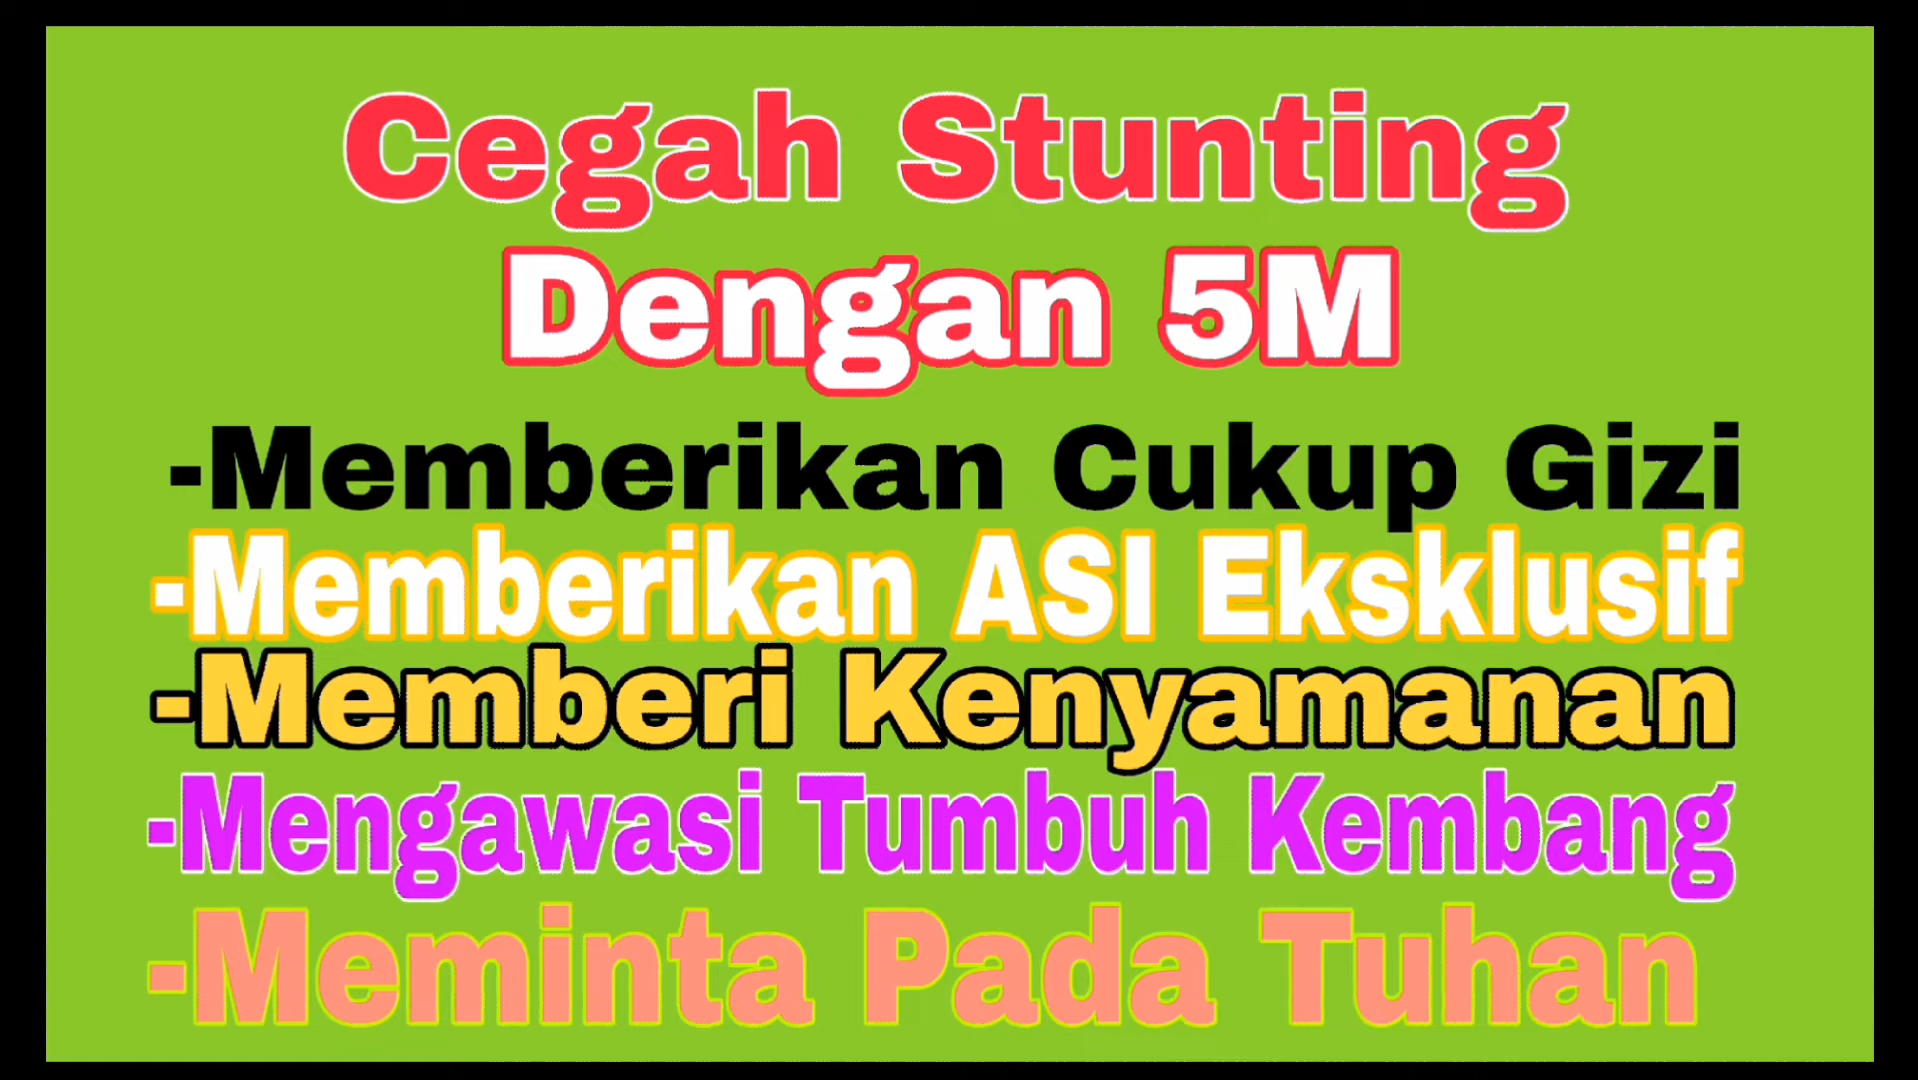 Cegah Stunting
Dengan 5M
-Memberikan Cukup Gizi
-Memberikan ASI Eksklusif
-Memberi Kenyamanan
-Mengawasi Tumbuh Kembang
-Meminta Pada Tuhan